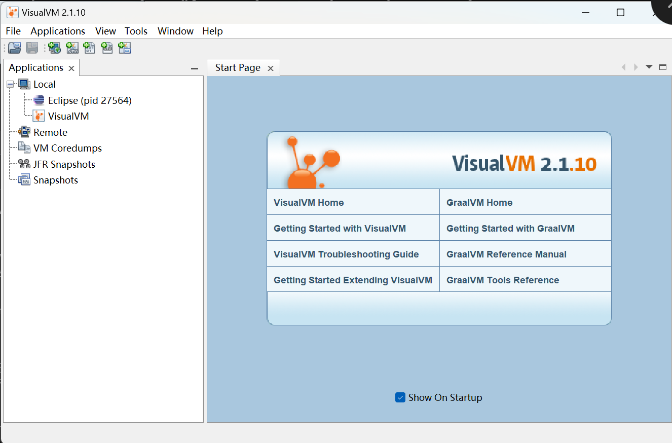 VisualVM 2.1.10
File Applications View Tools Window Help
Applications
Start Page
Local
Eclipse (pid 27564)
VisualVM
Remote
VM Coredumps
JFR Snapshots
Snapshots
VisualVM 2.1.10
VisualVM Home
GraalVM Home
Getting Started with VisualVM
Getting Started with GraalVM
VisualVM Troubleshooting Guide
GraalVM Reference Manual
Getting Started Extending VisualVM
GraalVM Tools Reference
Show On Startup